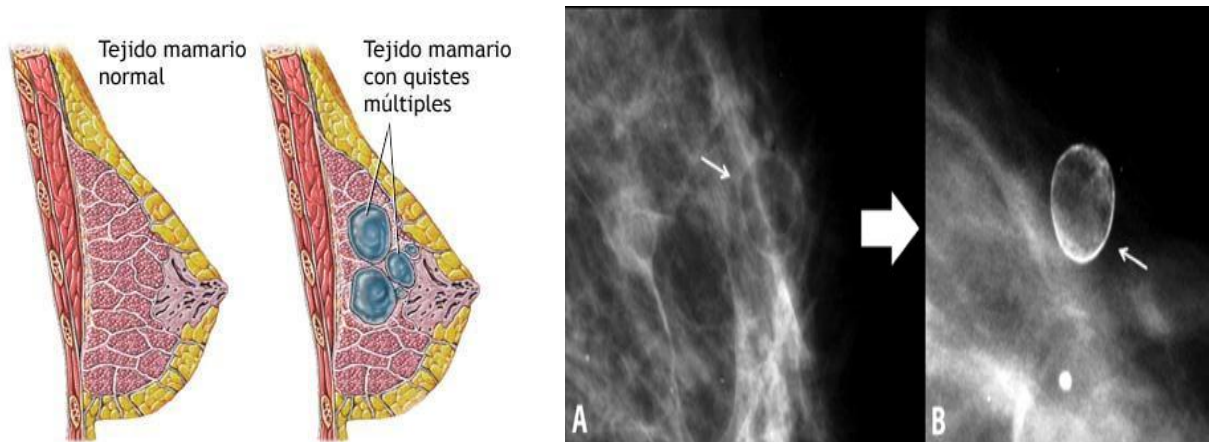 Tejido mamario
normal
Tejido mamario
con quistes
múltiples
A
B